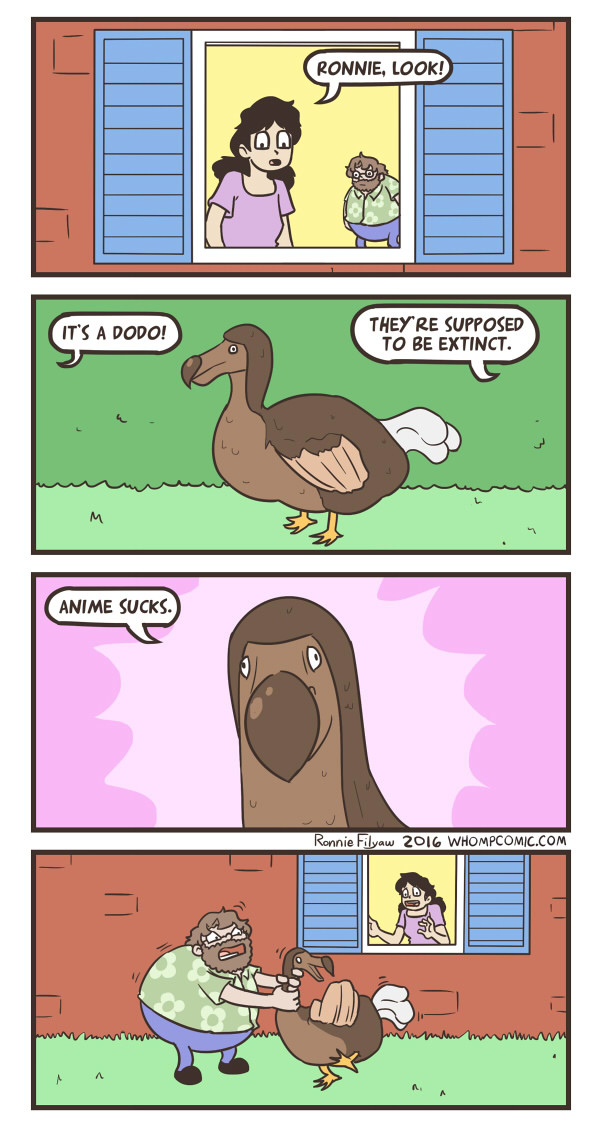 RONNIE, LOOK!
IT'S A DODO!
THEY'RE SUPPOSED
TO BE EXTINCT.
ANIME SUCKS.
Ronnie Filyaw 2016 WHOMPCOMIC.COM